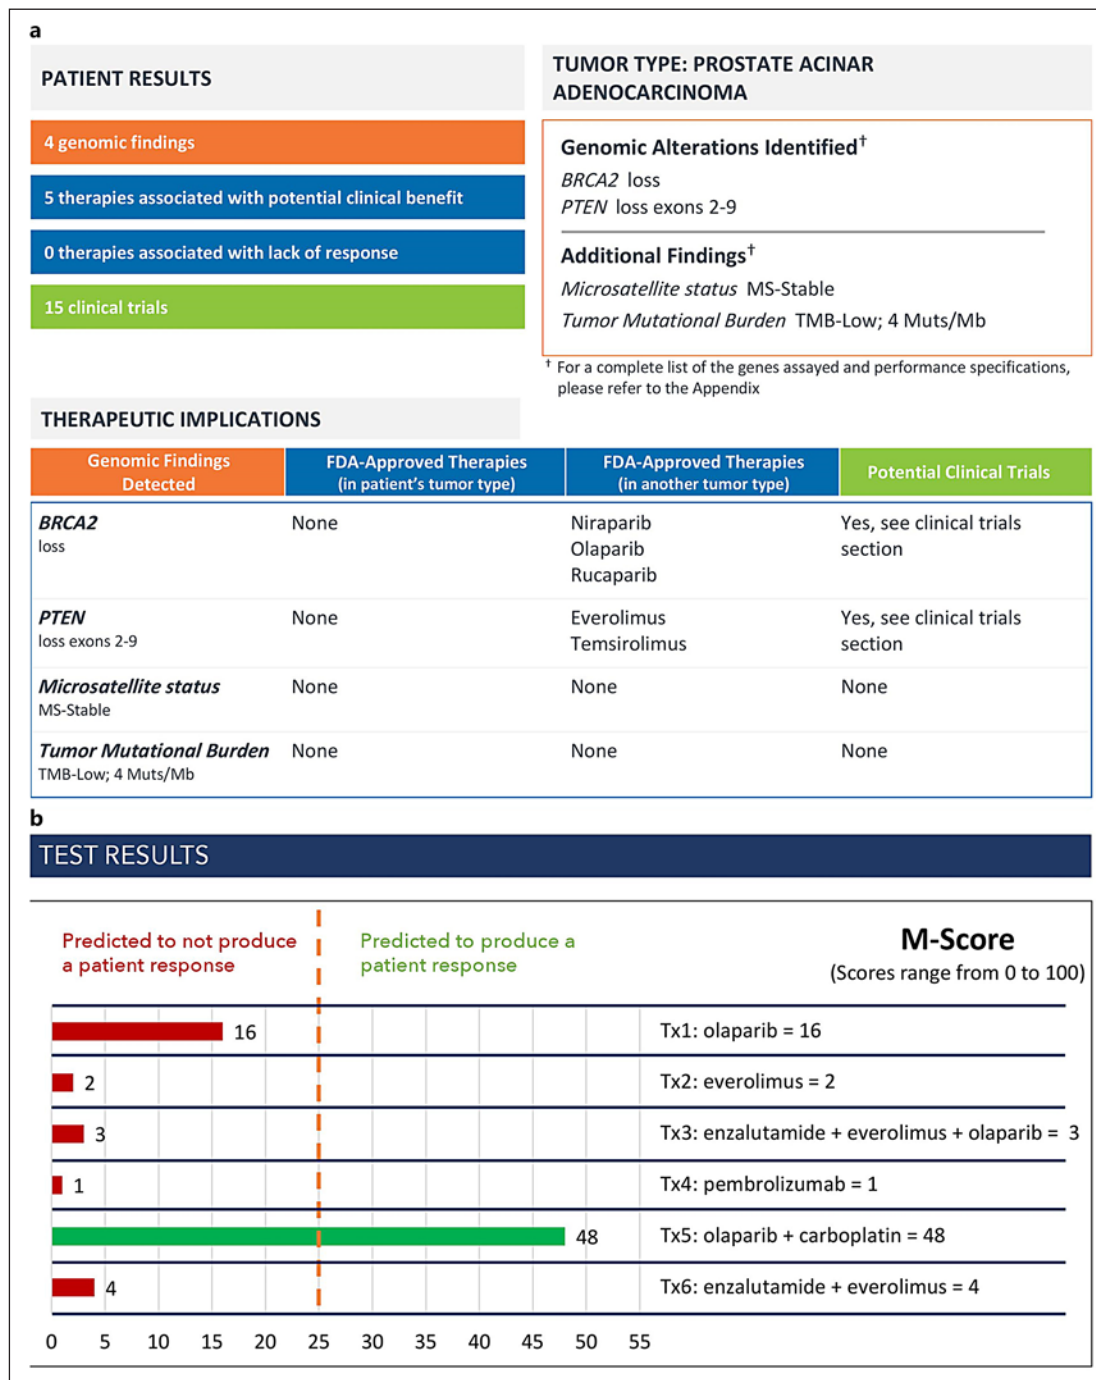 a
PATIENT RESULTS
4 genomic findings
5 therapies associated with potential clinical benefit
0 therapies associated with lack of response
15 clinical trials
TUMOR TYPE: PROSTATE ACINAR
ADENOCARCINOMA
Genomic Alterations Identified†
BRCA2 loss
PTEN loss exons 2-9
Additional Findings†
Microsatellite status MS-Stable
Tumor Mutational Burden TMB-Low; 4 Muts/Mb
† For a complete list of the genes assayed and performance specifications,
please refer to the Appendix
THERAPEUTIC IMPLICATIONS
Genomic Findings
Detected
FDA-Approved Therapies
(in patient's tumor type)
FDA-Approved Therapies
(in another tumor type)
Potential Clinical Trials
BRCA2
loss
None
Niraparib
Olaparib
Rucaparib
Yes, see clinical trials
section
PTEN
loss exons 2-9
None
Everolimus
Temsirolimus
Yes, see clinical trials
section
Microsatellite status
MS-Stable
None
None
None
Tumor Mutational Burden
TMB-Low; 4 Muts/Mb
None
None
None
b
TEST RESULTS
Predicted to not produce
a patient response
Predicted to produce a
patient response
M-Score
(Scores range from 0 to 100)
16
Tx1: olaparib = 16
2
Tx2: everolimus = 2
3
Tx3: enzalutamide + everolimus + olaparib = 3
1
Tx4: pembrolizumab = 1
48
Tx5: olaparib + carboplatin = 48
4
Tx6: enzalutamide + everolimus = 4
0 5 10 15 20 25 30 35 40 45 50 55